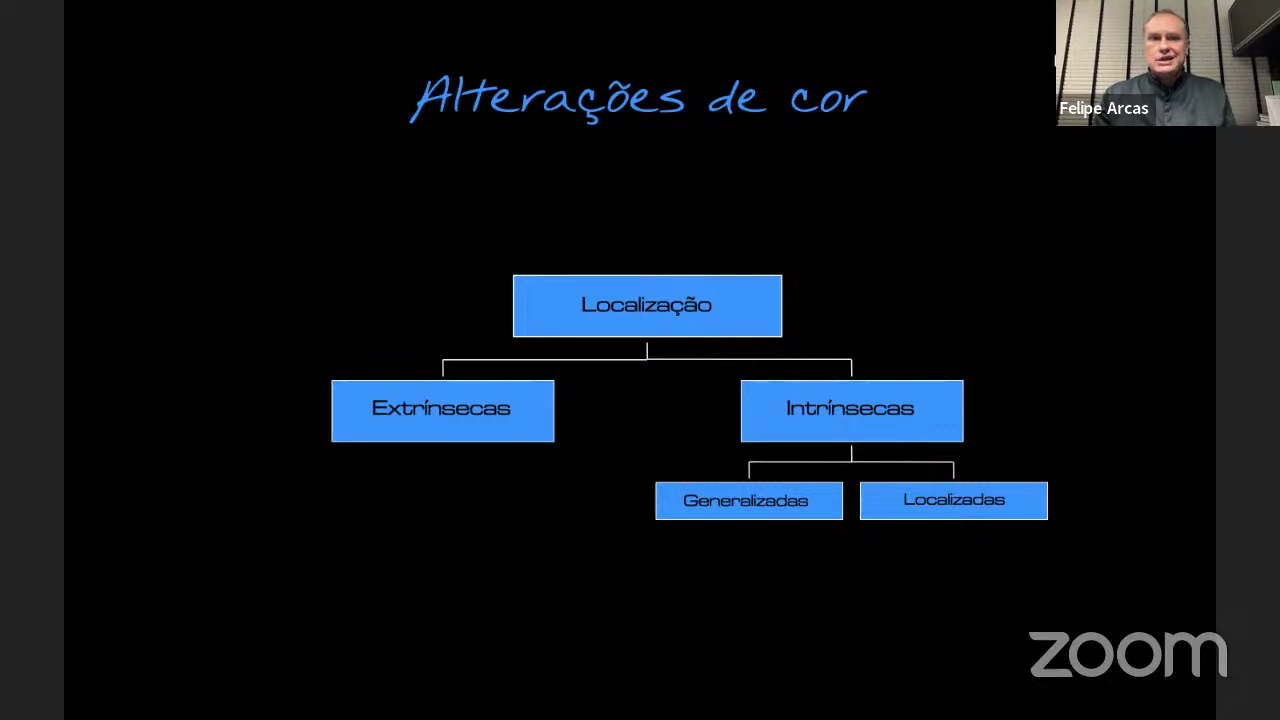 Alterações de cor
Felipe Arcas
Localização
Extrínsecas
Intrínsecas
Generalizadas
Localizadas
zoom